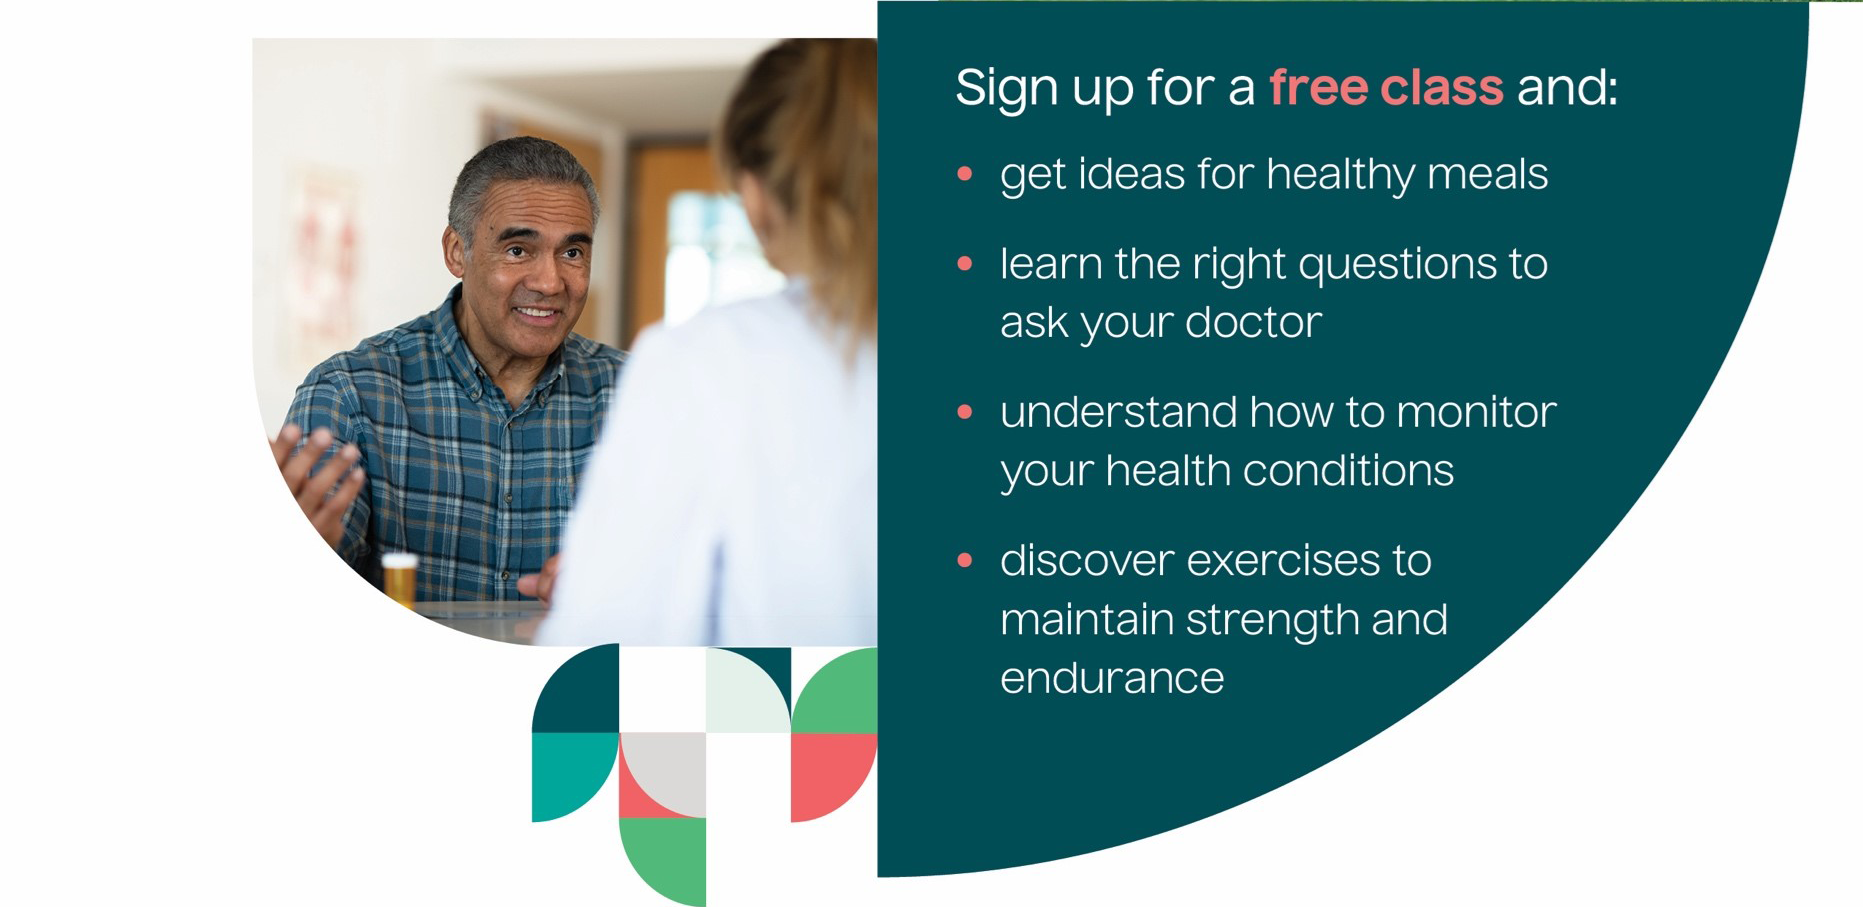 Sign up for a free class and:
• get ideas for healthy meals
• learn the right questions to
ask your doctor
• understand how to monitor
your health conditions
• discover exercises to
maintain strength and
endurance